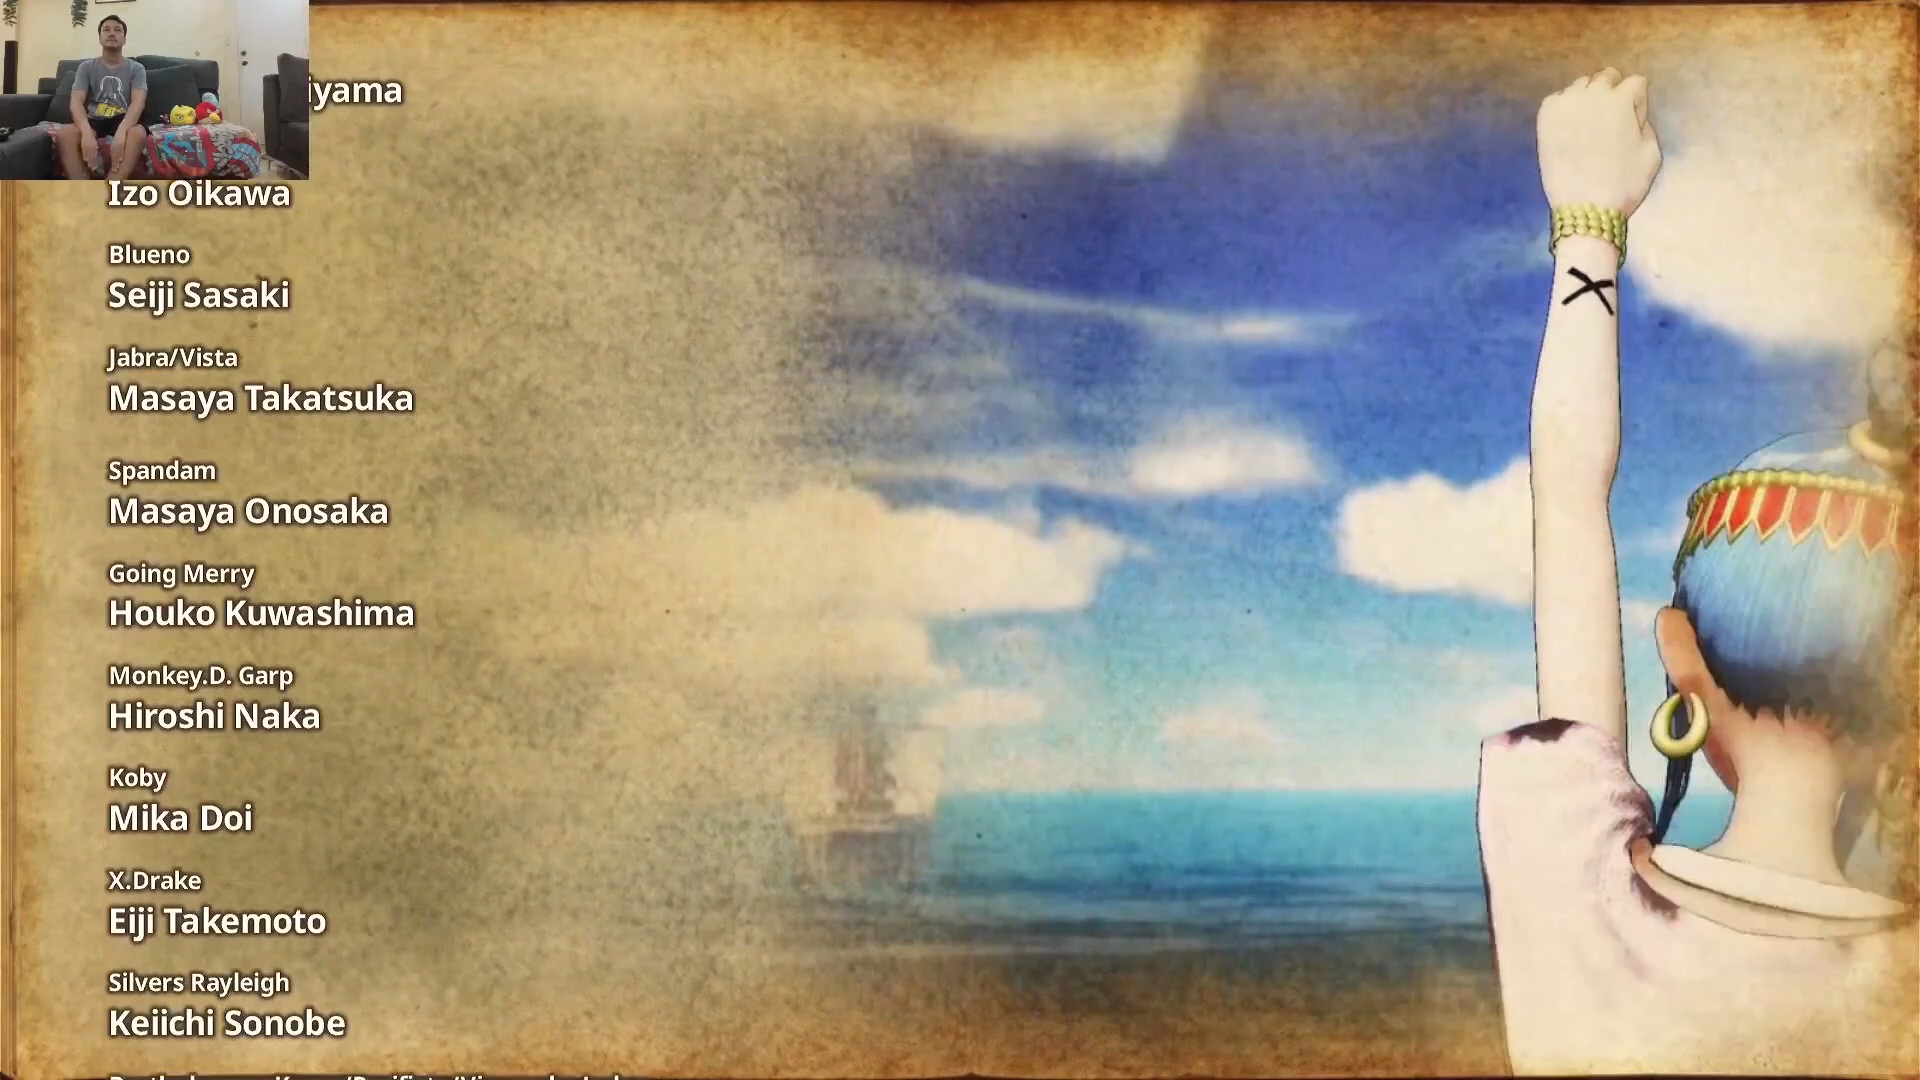 iyama
Izo Oikawa
Blueno
Seiji Sasaki
Jabra/Vista
Masaya Takatsuka
Spandam
Masaya Onosaka
Going Merry
Houko Kuwashima
Monkey.D. Garp
Hiroshi Naka
Koby
Mika Doi
X.Drake
Eiji Takemoto
Silvers Rayleigh
Keiichi Sonobe